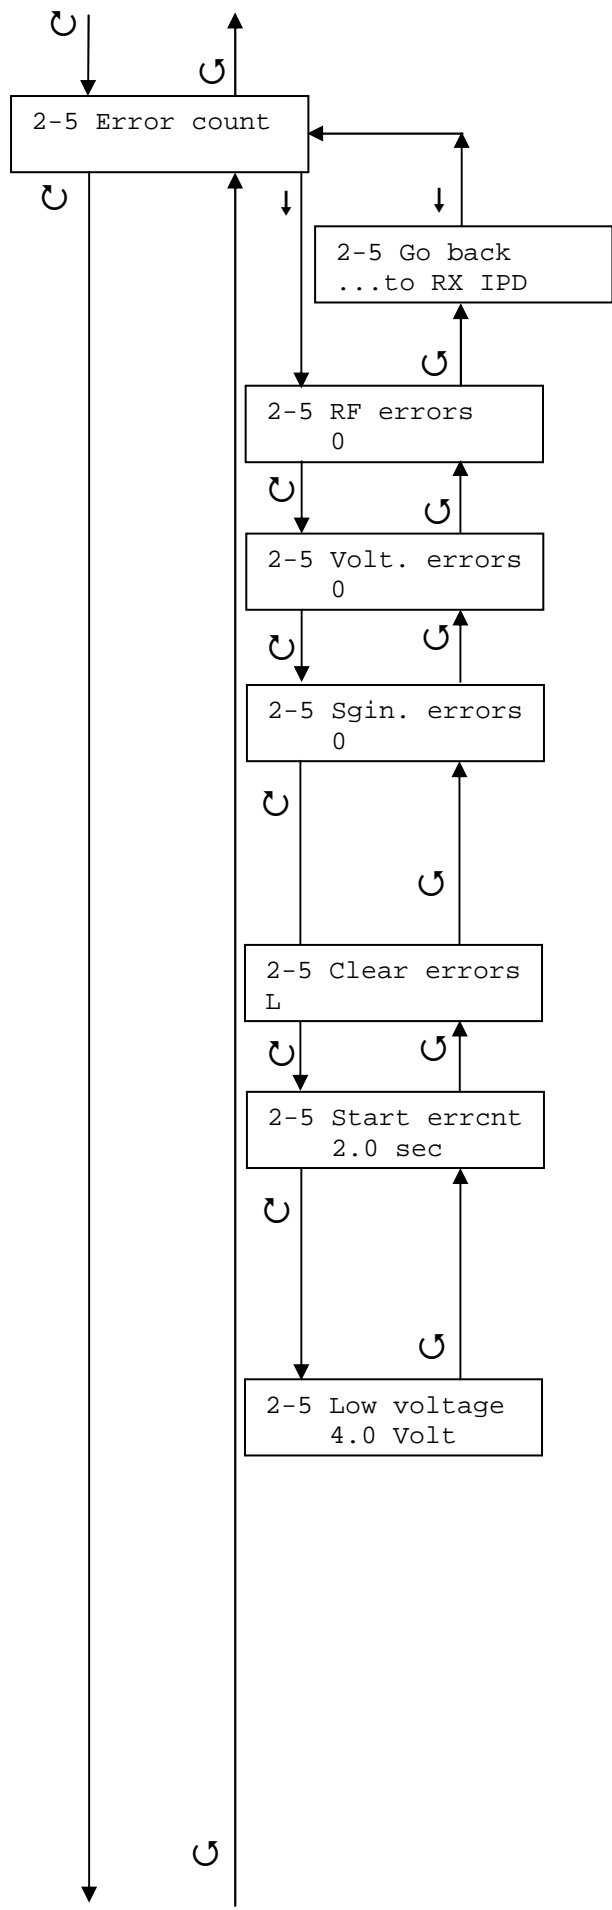 2-5 Error count
2-5 Go back
...to RX IPD
2-5 RF errors
0
2-5 Volt. errors
0
2-5 Sgin. errors
0
2-5 Clear errors
L
2-5 Start errcnt
2.0 sec
2-5 Low voltage
4.0 Volt